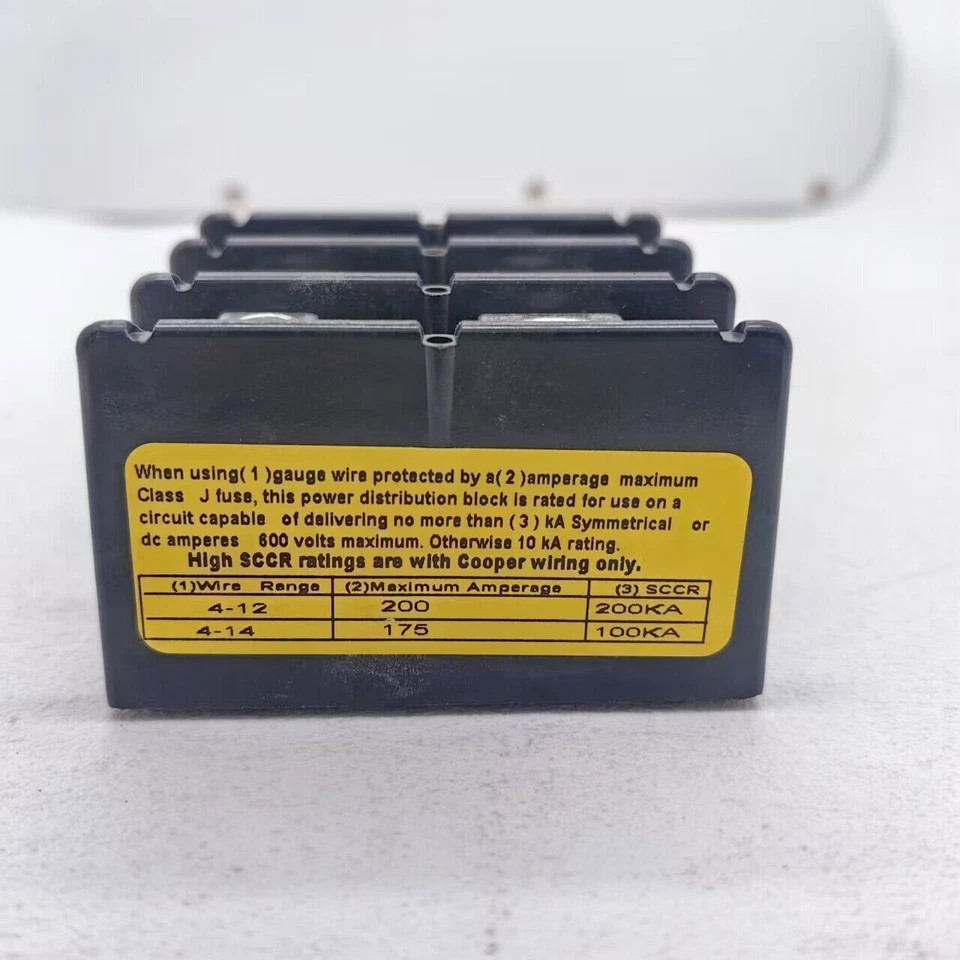 When using(1)gauge wire protected by a(2)amperage maximum
Class J fuse, this power distribution block is rated for use on a
circuit capable of delivering no more than (3) kA Symmetrical or
dc amperes 600 volts maximum. Otherwise 10 kA rating.
High SCCR ratings are with Cooper wiring only.
(1)Wire Range (2)Maximum Amperage (3) SCCR
4-12 200 200KA
4-14 175 100KA